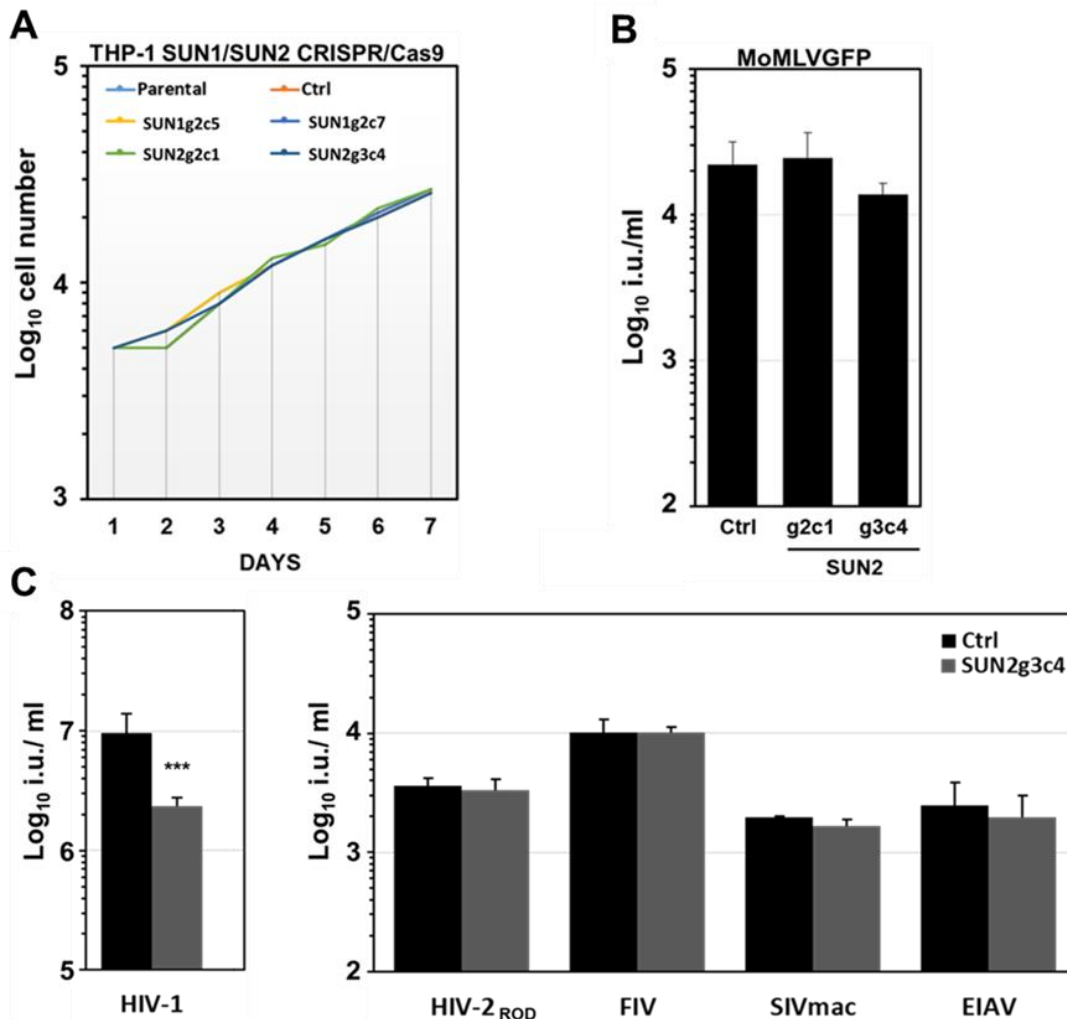 A
THP-1 SUN1/SUN2 CRISPR/Cas9
Parental Ctrl
SUN1g2c5 SUN1g2c7
SUN2g2c1 SUN2g3c4
5
4
3
Log10 cell number
1 2 3 4 5 6 7
DAYS
B
MoMLVGFP
5
4
3
2
Log10 i.u./ml
Ctrl g2c1 g3c4
SUN2
C
8
7
6
5
Log10 i.u./ ml
***
HIV-1
5
4
3
2
Log10 i.u./ ml
Ctrl
SUN2g3c4
HIV-2ROD FIV SIVmac EIAV